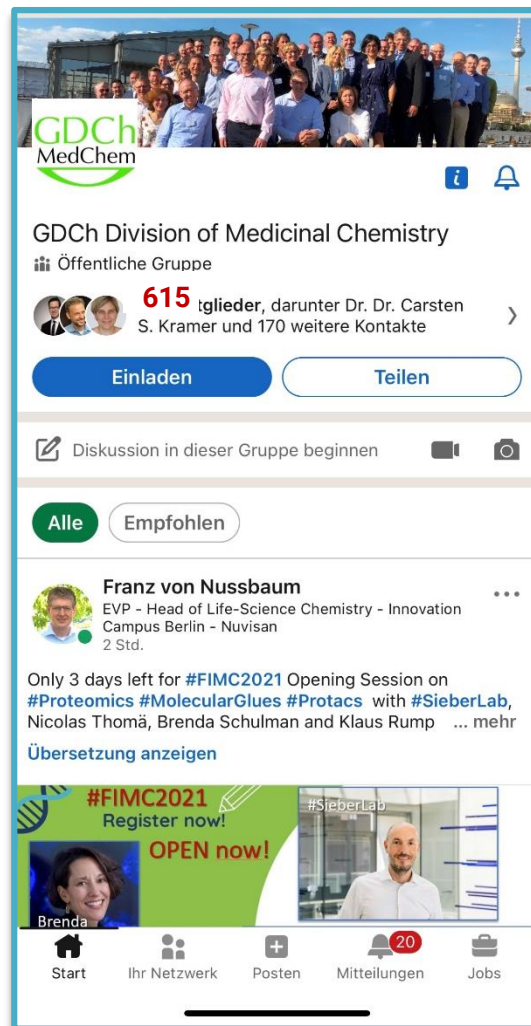 GDCh
MedChem
GDCh Division of Medicinal Chemistry
Öffentliche Gruppe
615 tglieder, darunter Dr. Dr. Carsten
S. Kramer und 170 weitere Kontakte
Einladen
Teilen
Diskussion in dieser Gruppe beginnen
Alle
Empfohlen
Franz von Nussbaum
EVP - Head of Life-Science Chemistry - Innovation
Campus Berlin - Nuvisan
2 Std.
Only 3 days left for #FIMC2021 Opening Session on
#Proteomics #MolecularGlues #Protacs with #SieberLab,
Nicolas Thomä, Brenda Schulman and Klaus Rump ... mehr
Übersetzung anzeigen
#FIMC2021
Register now!
OPEN now!
#SieberLab
Brenda
20
Start
Ihr Netzwerk
Posten
Mitteilungen
Jobs